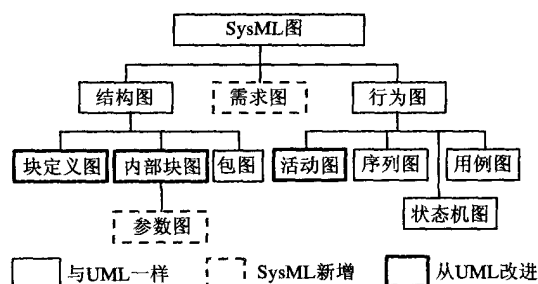 SysML图
结构图 需求图 行为图
块定义图 内部块图 包图 活动图 序列图 用例图
参数图 状态机图
与UML一样 SysML新增 从UML改进